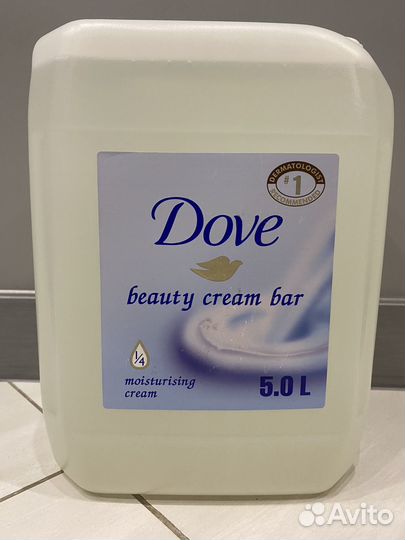 DERMATOLOGIST
#1
RECOMMENDED
Dove
beauty cream bar
1/4
moisturising
cream
5.0 L
Avito